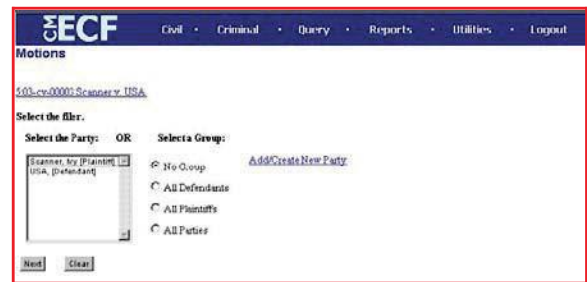 CM ECF Civil · Criminal · Query · Reports · Utilities · Logout
Motions
5:03-cv-00003 Scanner v. USA
Select the filer.
Select the Party: OR Select a Group:
Scanner, Ivy [Plaintiff]
USA, [Defendant]
No Group
Add/Create New Party
All Defendants
All Plaintiffs
All Parties
Next Clear